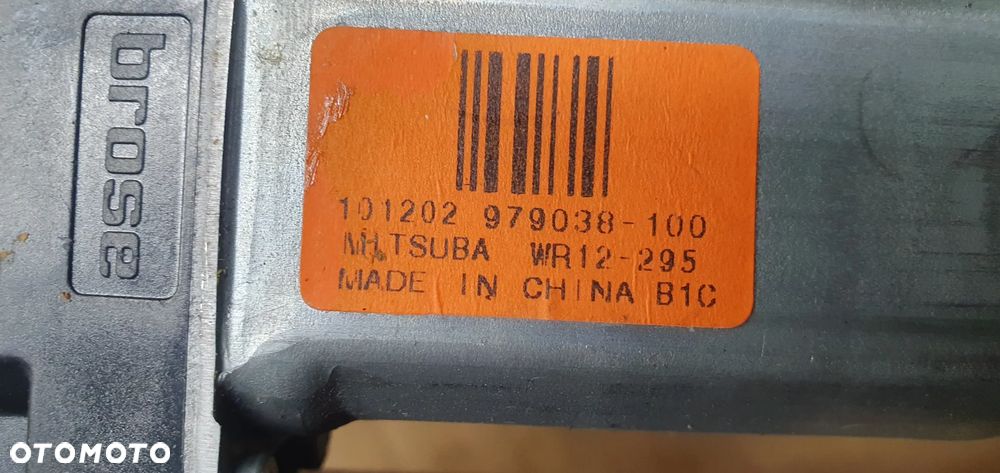 brose
101202 979038-100
MITSUBA WR12-295
MADE IN CHINA B1C
OTOMOTO